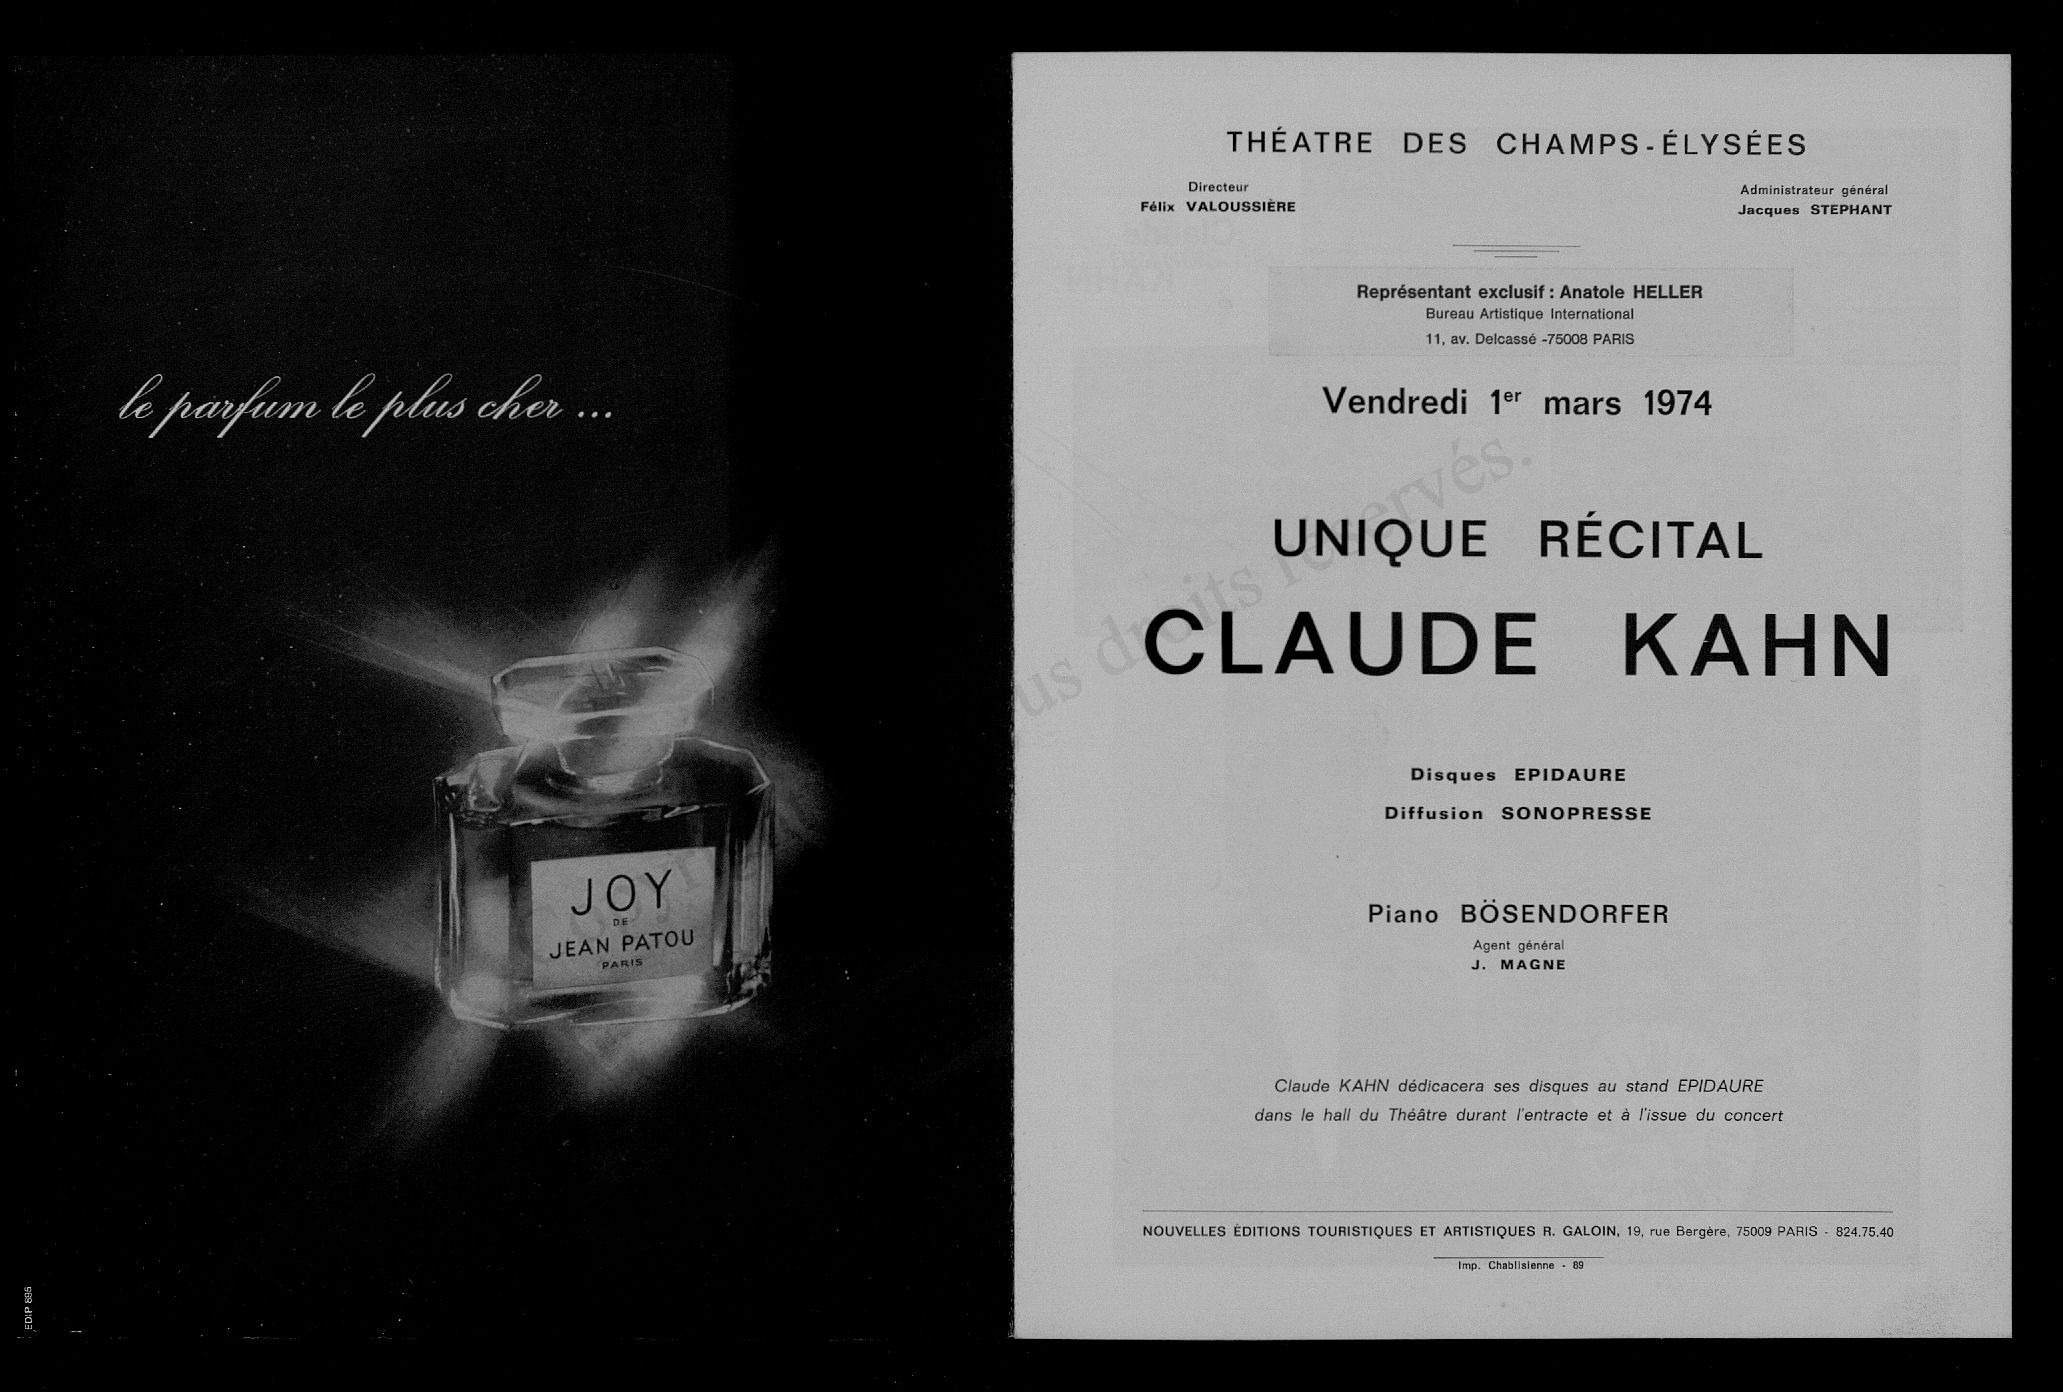 le parfum le plus cher ...
JOY
DE
JEAN PATOU
PARIS
EDIP 895
THÉATRE DES CHAMPS-ÉLYSÉES
Directeur
Félix VALOUSSIÈRE
Administrateur général
Jacques STEPHANT
Représentant exclusif : Anatole HELLER
Bureau Artistique International
11, av. Delcassé -75008 PARIS
Vendredi 1er mars 1974
UNIQUE RÉCITAL
CLAUDE KAHN
Disques EPIDAURE
Diffusion SONOPRESSE
Piano BÖSENDORFER
Agent général
J. MAGNE
Claude KAHN dédicacera ses disques au stand EPIDAURE
dans le hall du Théâtre durant l'entracte et à l'issue du concert
NOUVELLES ÉDITIONS TOURISTIQUES ET ARTISTIQUES R. GALOIN, 19, rue Bergère, 75009 PARIS - 824.75.40
Imp. Chablisienne - 89
droits réservés.